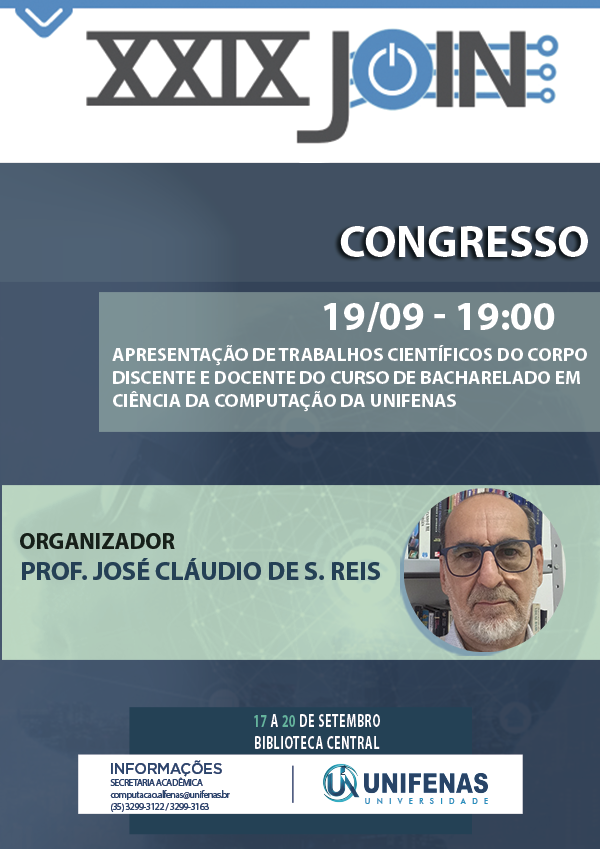 XXIX JOIN
CONGRESSO
19/09 - 19:00
APRESENTAÇÃO DE TRABALHOS CIENTÍFICOS DO CORPO
DISCENTE E DOCENTE DO CURSO DE BACHARELADO EM
CIÊNCIA DA COMPUTAÇÃO DA UNIFENAS
ORGANIZADOR
PROF. JOSÉ CLÁUDIO DE S. REIS
17 A 20 DE SETEMBRO
BIBLIOTECA CENTRAL
INFORMAÇÕES
SECRETARIA ACADÊMICA
computacao.alfenas@unifenas.br
(35) 3299-3122 / 3299-3163
UNIFENAS
UNIVERSIDADE